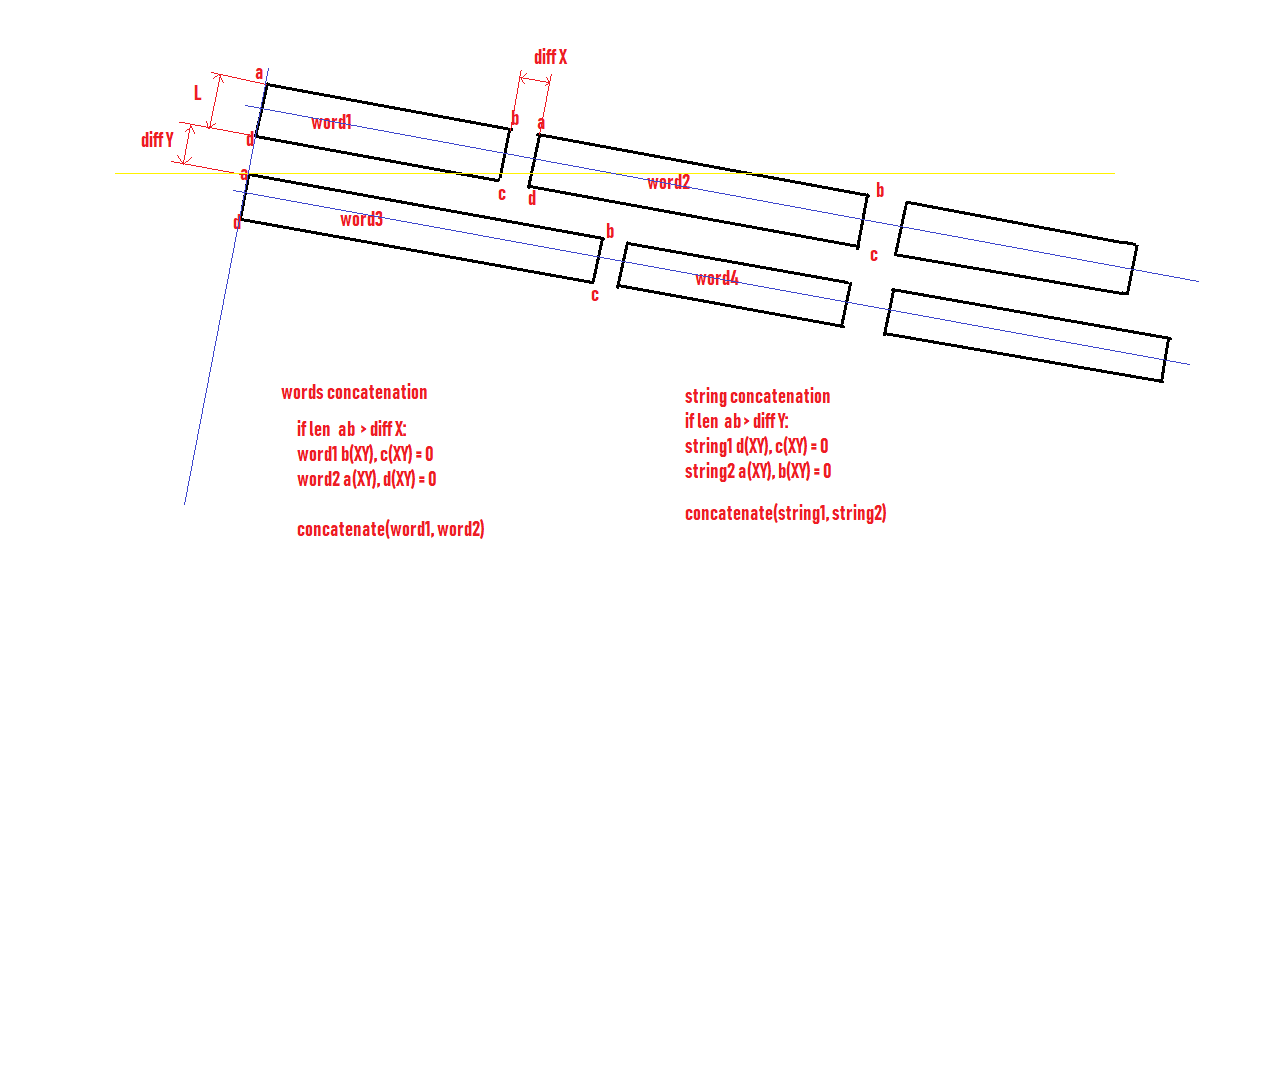 diff X
a
L
b a
word1
diff Y d
a
word2
b
c d
word3
d
b
c
word4
c
words concatenation
if len ab > diff X:
word1 b(XY), c(XY) = 0
word2 a(XY), d(XY) = 0
concatenate(word1, word2)
string concatenation
if len ab > diff Y:
string1 d(XY), c(XY) = 0
string2 a(XY), b(XY) = 0
concatenate(string1, string2)